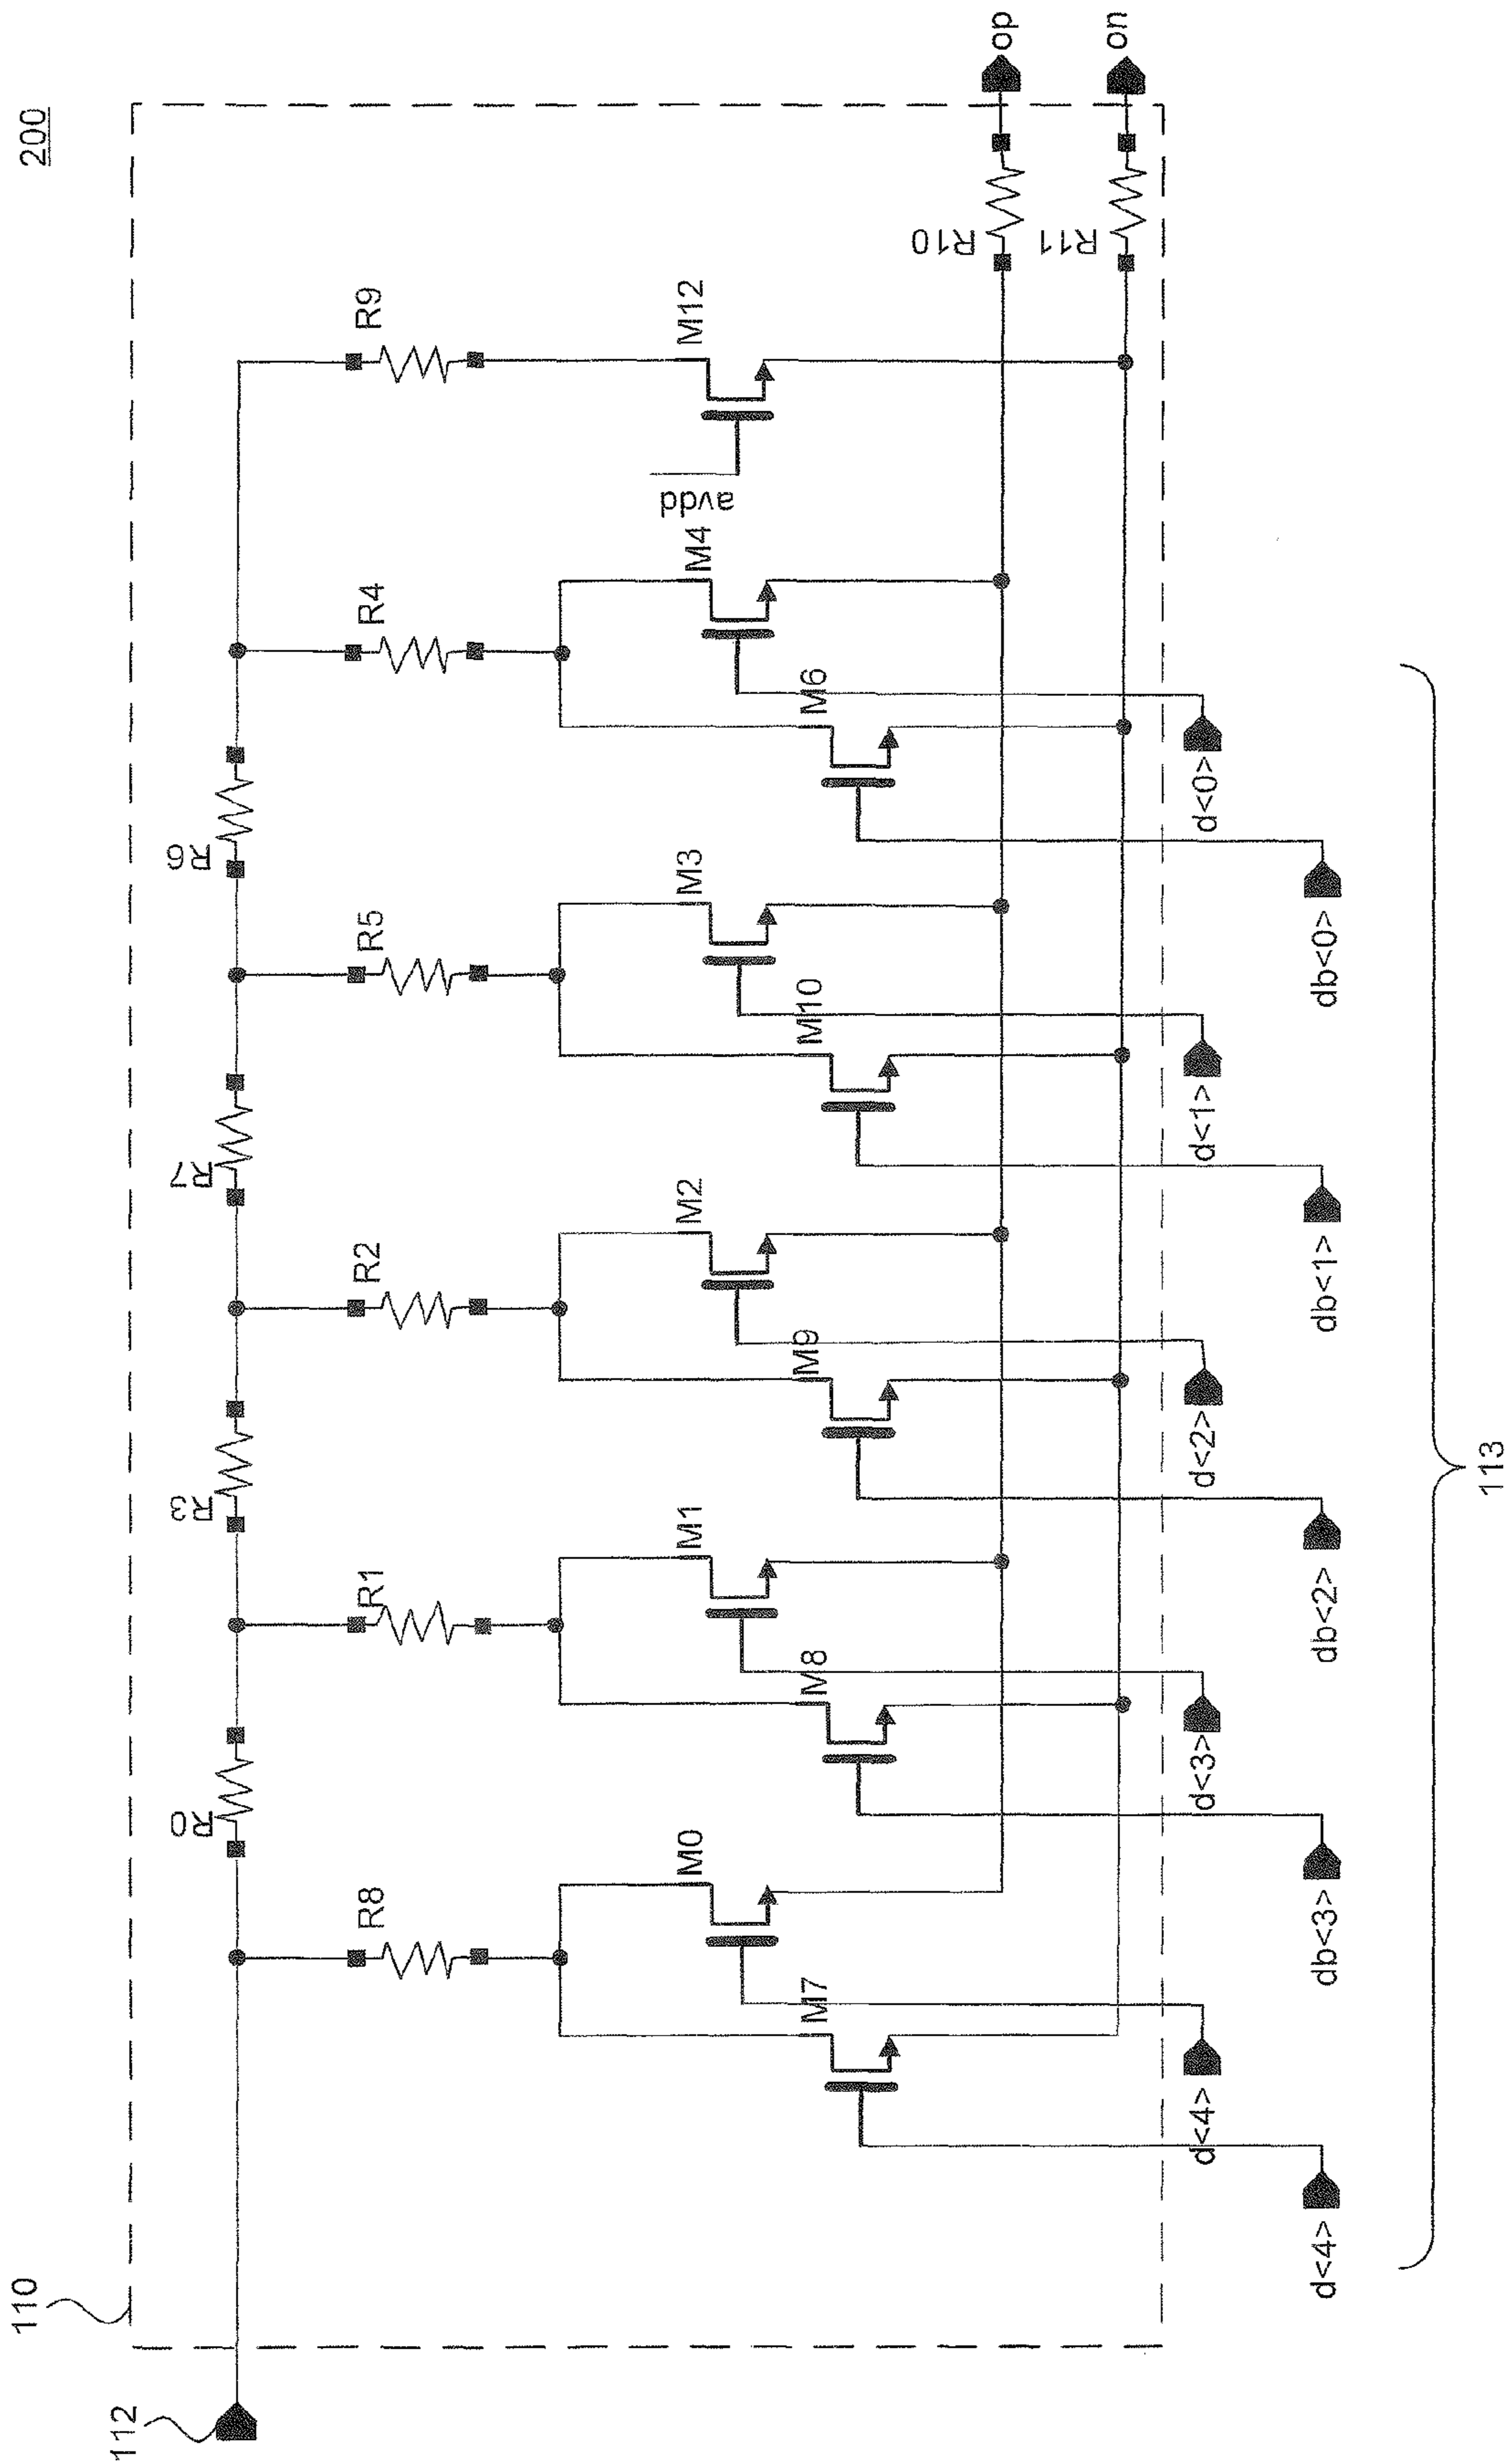 200
110
112
R8
R0
R1
R3
R2
R7
R5
R6
R4
R9
M0
M7
M1
M8
M2
M9
M3
M10
M4
M6
avdd
M12
R10
op
R11
on
d<4>
d<4>
d<3>
db<3>
d<2>
db<2>
d<1>
db<1>
d<0>
db<0>
113